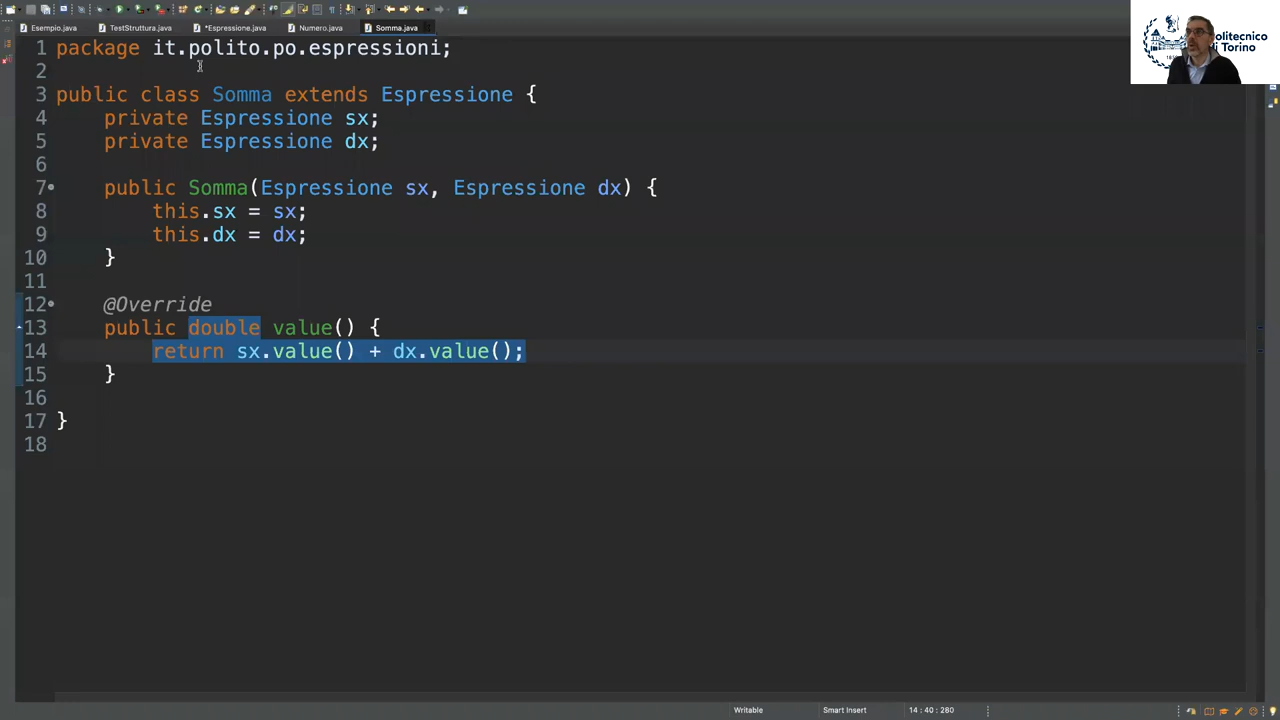 Esempio.java TestStruttura.java *Espressione.java Numero.java Somma.java
1 package it.polito.po.espressioni;
2
3 public class Somma extends Espressione {
4 private Espressione sx;
5 private Espressione dx;
6
7 public Somma(Espressione sx, Espressione dx) {
8 this.sx = sx;
9 this.dx = dx;
10 }
11
12 @Override
13 public double value() {
14 return sx.value() + dx.value();
15 }
16
17 }
18
Politecnico
di Torino
Writable Smart Insert 14 : 40 : 280